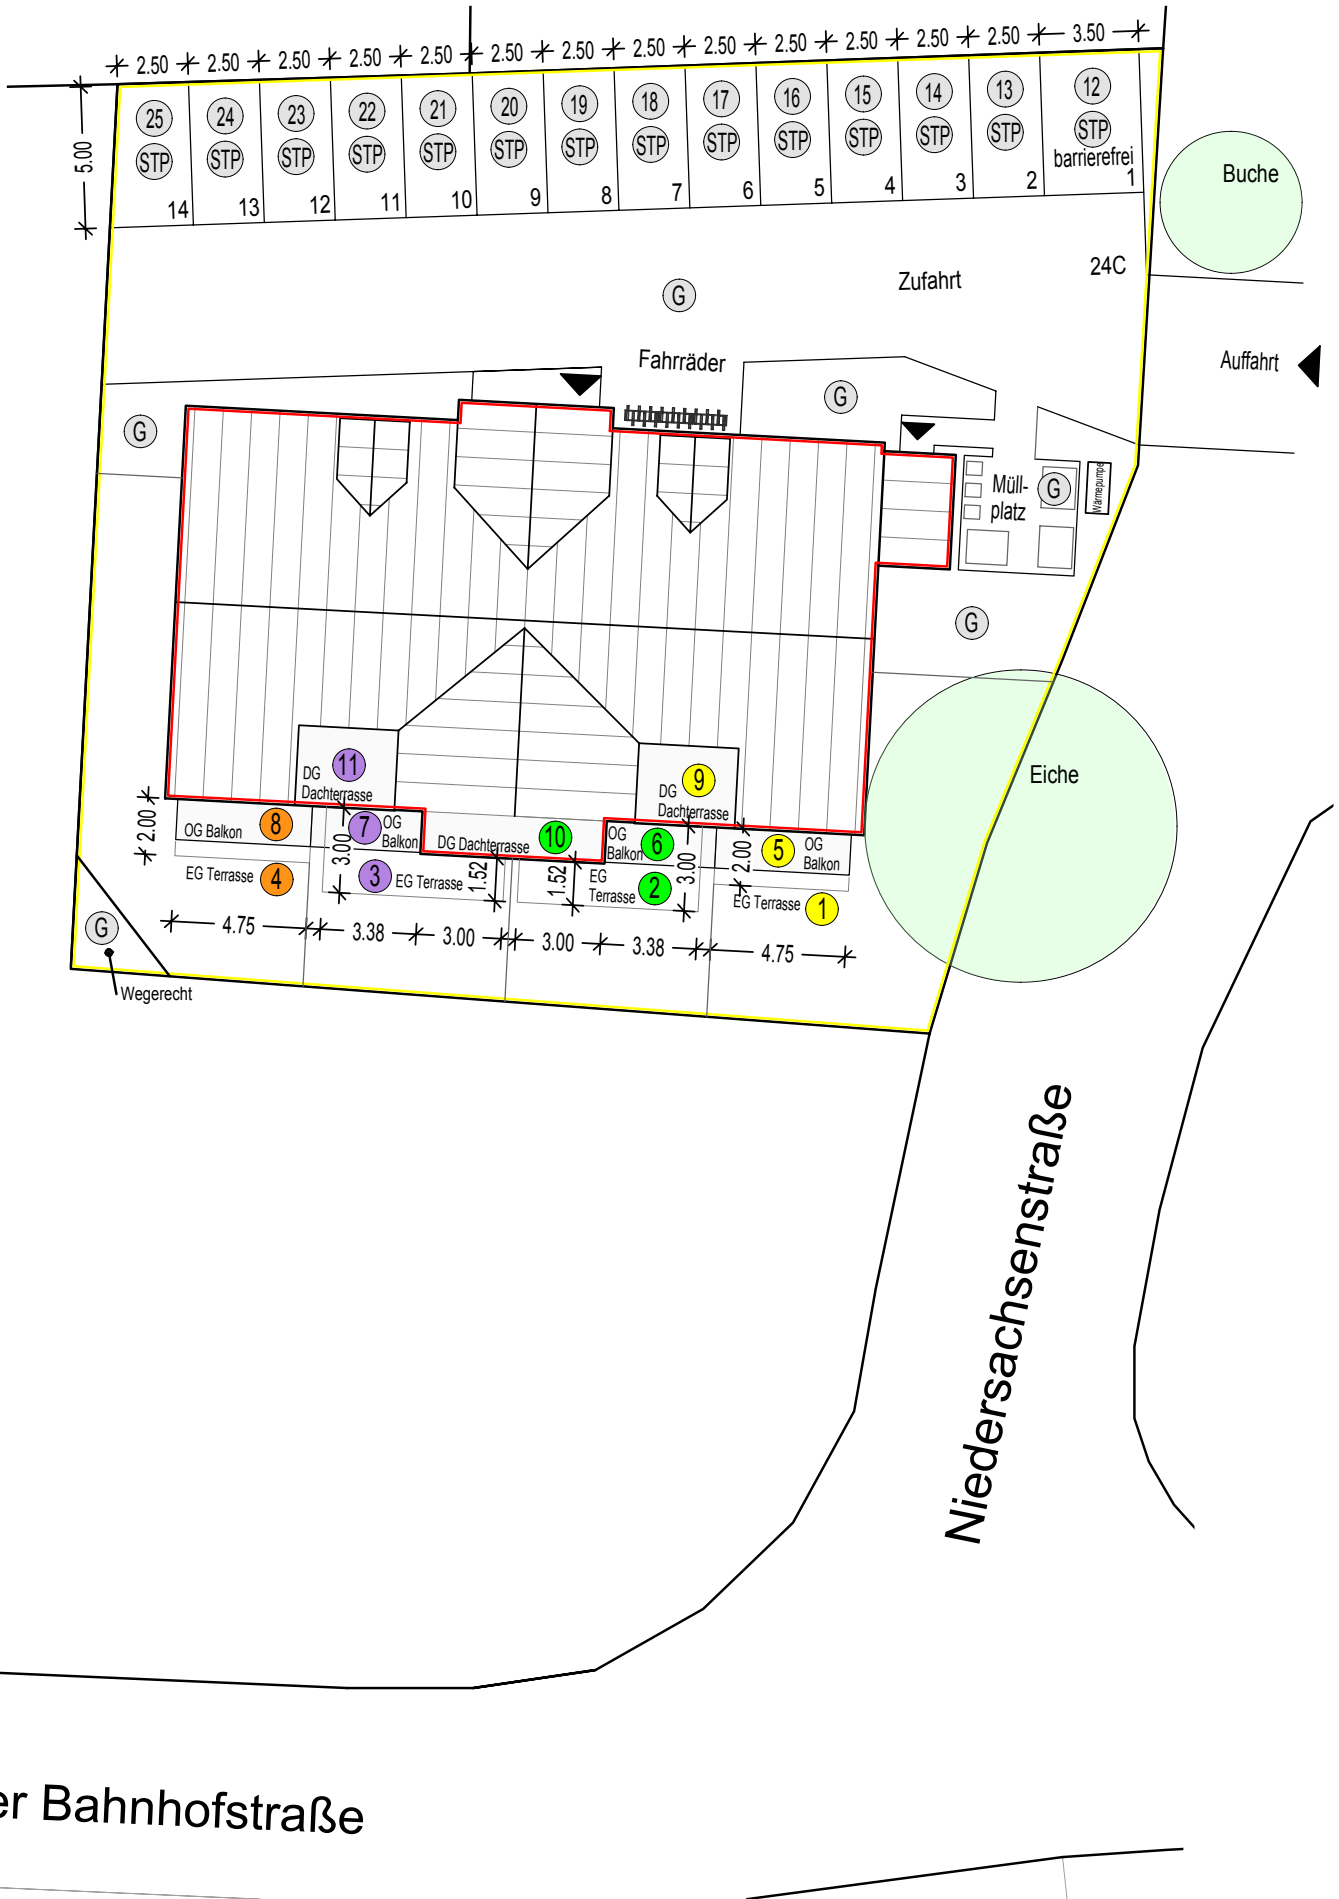 2.50 2.50 2.50 2.50 2.50 2.50 2.50 2.50 2.50 2.50 2.50 2.50 2.50 3.50
5.00
25 24 23 22 21 20 19 18 17 16 15 14 13 12
STP STP STP STP STP STP STP STP STP STP STP STP STP STP
barrierefrei
14 13 12 11 10 9 8 7 6 5 4 3 2 1
Buche
24C
Zufahrt
G
Fahrräder
Auffahrt
G
G
Müll-
platz
G
Wärmepumpe
G
Eiche
11
DG
Dachterrasse
9
DG
Dachterrasse
2.00
OG Balkon
8
7
OG
Balkon
3.00
DG Dachterrasse
10
OG
Balkon
6
3.00
2.00
5
OG
Balkon
EG Terrasse
4
3
EG Terrasse
1.52
1.52
EG
Terrasse
2
EG Terrasse
1
G
4.75 3.38 3.00 3.00 3.38 4.75
Wegerecht
Niedersachsenstraße
er Bahnhofstraße